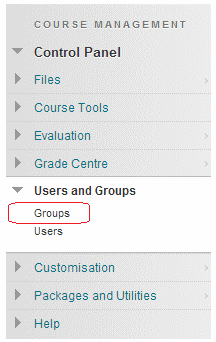 COURSE MANAGEMENT
Control Panel
Files
Course Tools
Evaluation
Grade Centre
Users and Groups
Groups
Users
Customisation
Packages and Utilities
Help